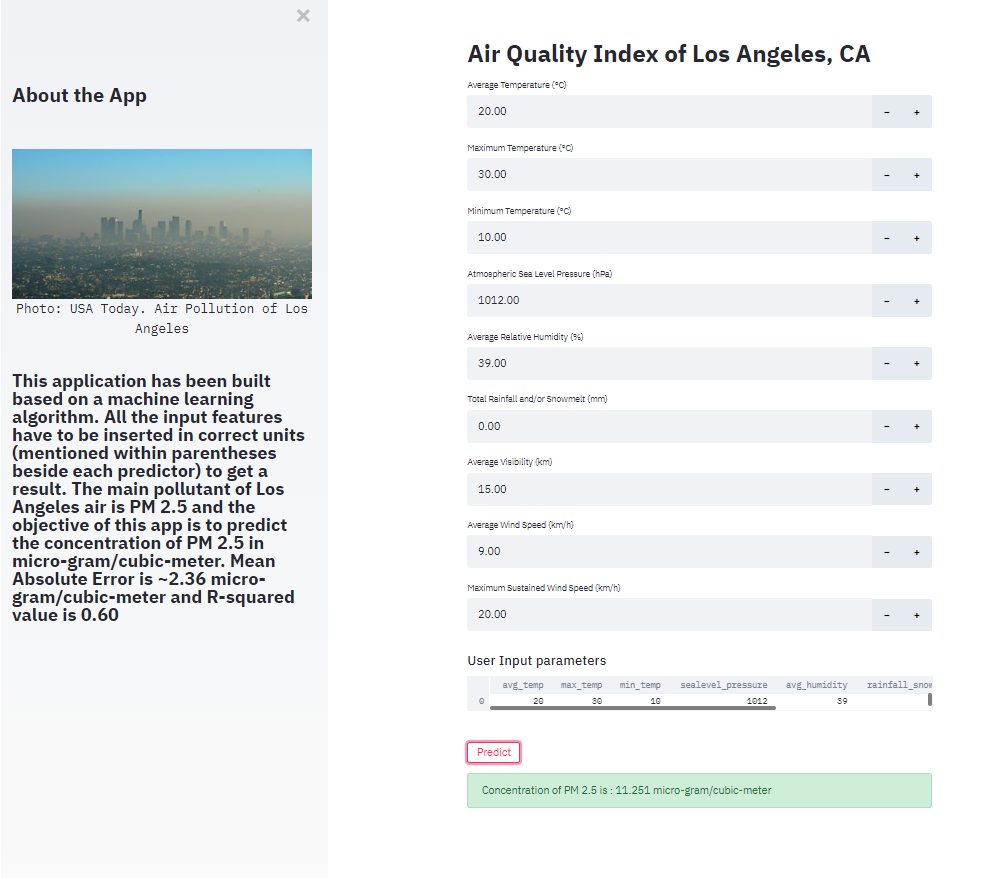 ×
About the App
Photo: USA Today. Air Pollution of Los
Angeles
This application has been built
based on a machine learning
algorithm. All the input features
have to be inserted in correct units
(mentioned within parentheses
beside each predictor) to get a
result. The main pollutant of Los
Angeles air is PM 2.5 and the
objective of this app is to predict
the concentration of PM 2.5 in
micro-gram/cubic-meter. Mean
Absolute Error is ~2.36 micro-
gram/cubic-meter and R-squared
value is 0.60
Air Quality Index of Los Angeles, CA
Average Temperature (°C)
20.00 - +
Maximum Temperature (°C)
30.00 - +
Minimum Temperature (°C)
10.00 - +
Atmospheric Sea Level Pressure (hPa)
1012.00 - +
Average Relative Humidity (%)
39.00 - +
Total Rainfall and/or Snowmelt (mm)
0.00 - +
Average Visibility (km)
15.00 - +
Average Wind Speed (km/h)
9.00 - +
Maximum Sustained Wind Speed (km/h)
20.00 - +
User Input parameters
avg_temp max_temp min_temp sealevel_pressure avg_humidity rainfall_snow
0 20 30 10 1012 39
Predict
Concentration of PM 2.5 is : 11.251 micro-gram/cubic-meter